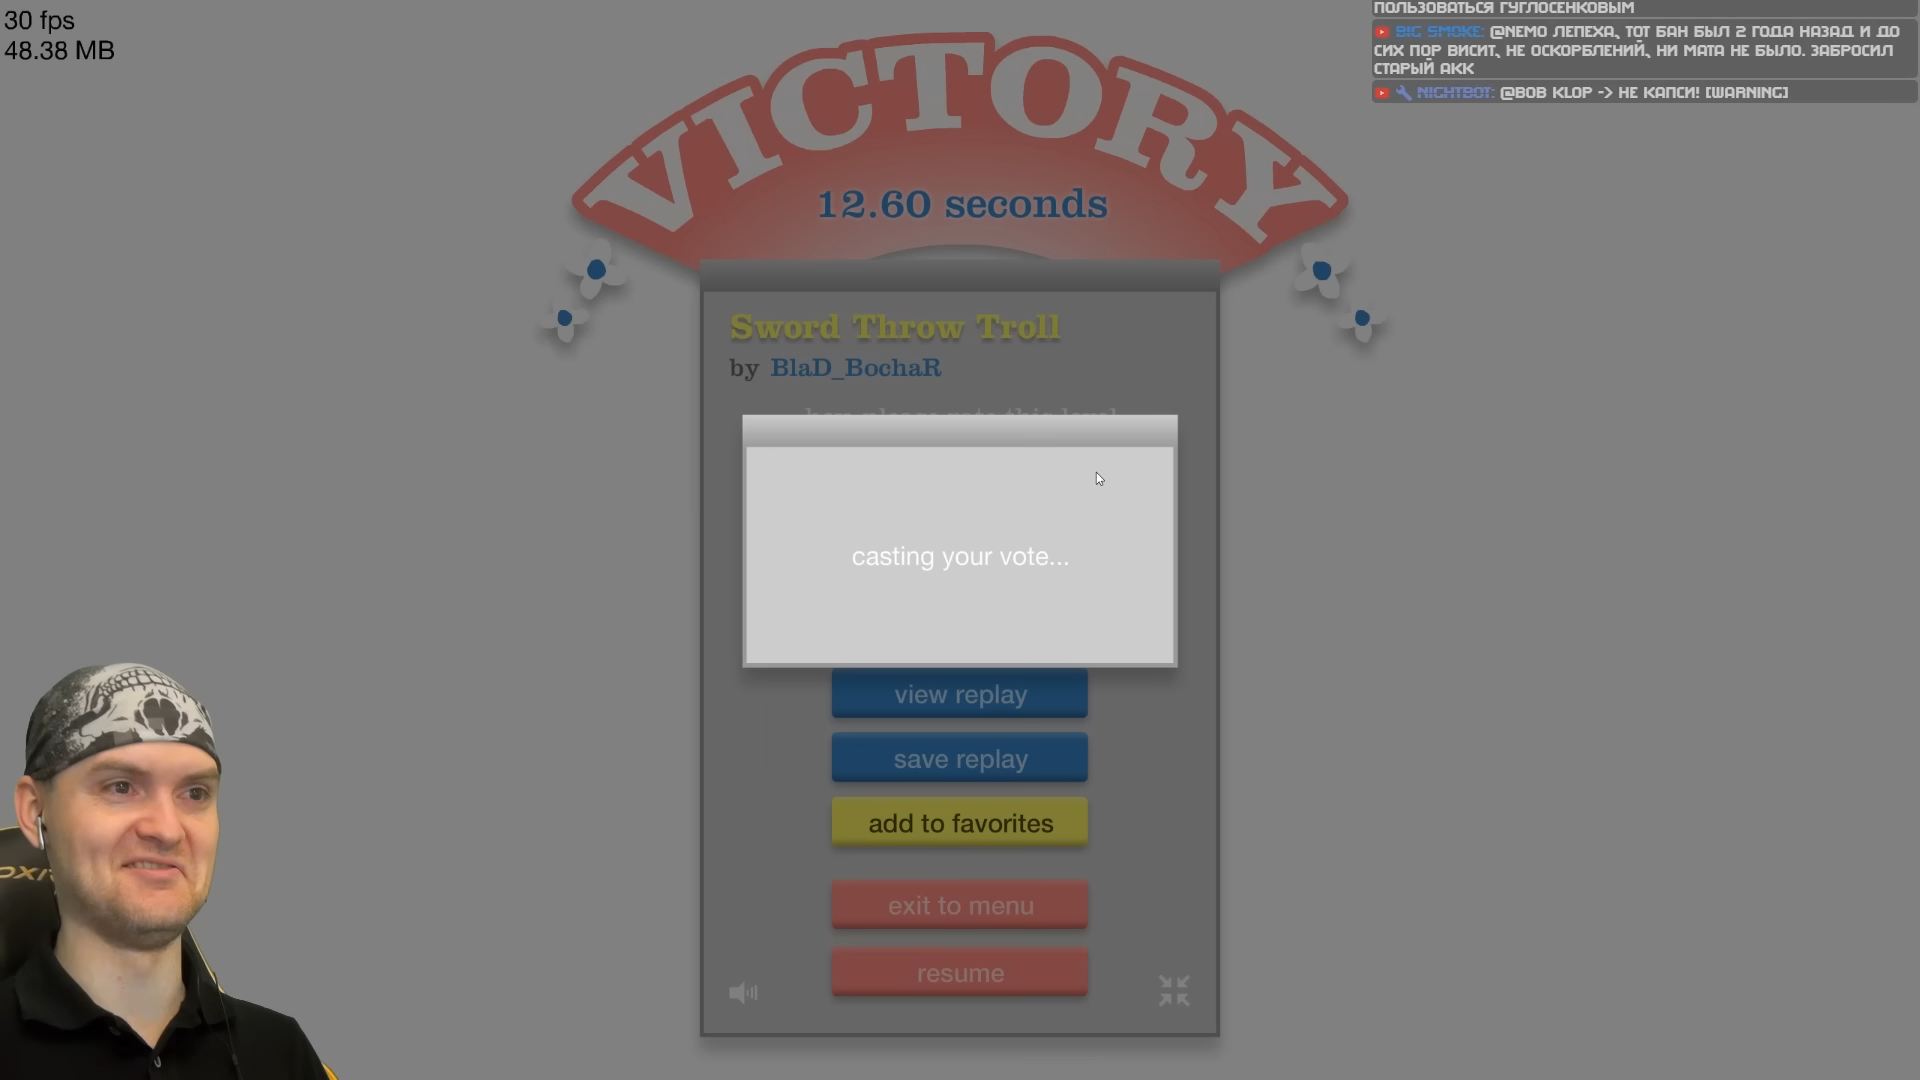 30 fps
48.38 MB
ПОЛЬЗОВАТЬСЯ ГУГЛОСЕНКОВЫМ
BIG SMOKE: @NEMO ЛЕПЕХА, ТОТ БАН БЫЛ 2 ГОДА НАЗАД И ДО
СИХ ПОР ВИСИТ, НЕ ОСКОРБЛЕНИЙ, НИ МАТА НЕ БЫЛО. ЗАБРОСИЛ
СТАРЫЙ АКК
NIGHTBOT: @BOB KLOP -> НЕ КАПСИ! [WARNING]
VICTORY
12.60 seconds
Sword Throw Troll
by BlaD_BochaR
casting your vote...
view replay
save replay
add to favorites
exit to menu
resume